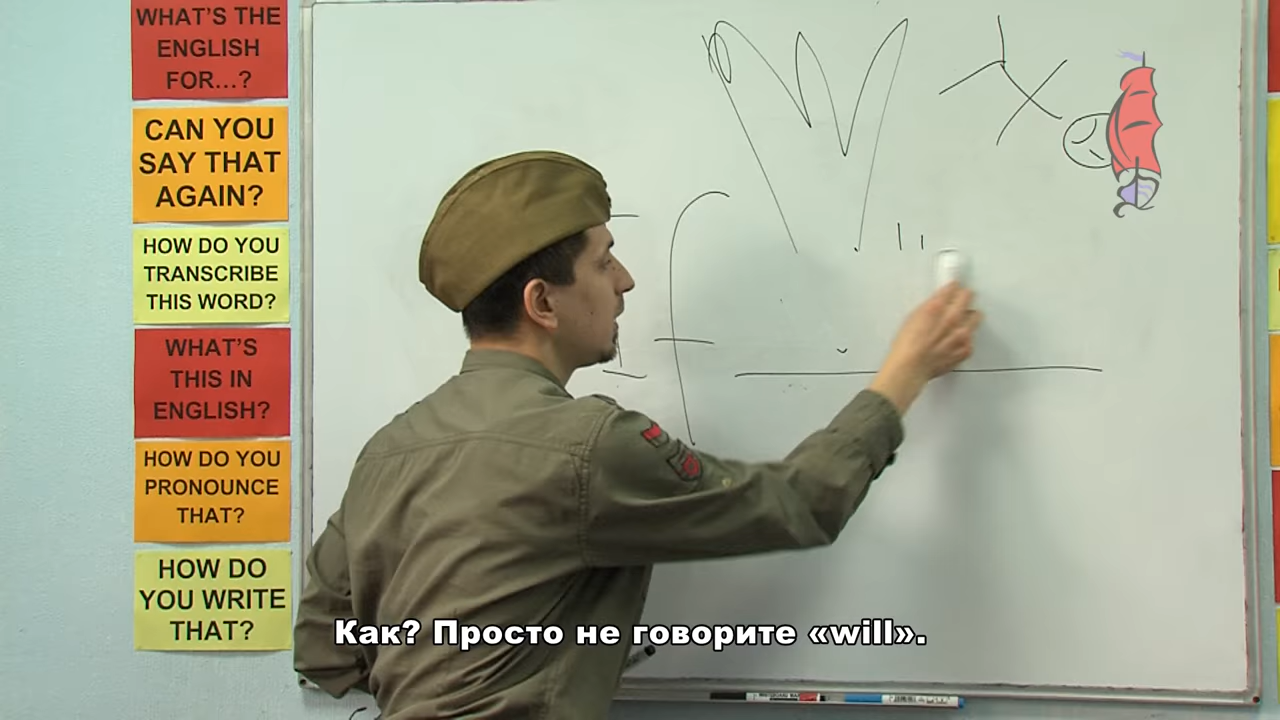 WHAT'S THE
ENGLISH
FOR...?
CAN YOU
SAY THAT
AGAIN?
HOW DO YOU
TRANSCRIBE
THIS WORD?
WHAT'S
THIS IN
ENGLISH?
HOW DO YOU
PRONOUNCE
THAT?
HOW DO
YOU WRITE
THAT?
Как? Просто не говорите «will».